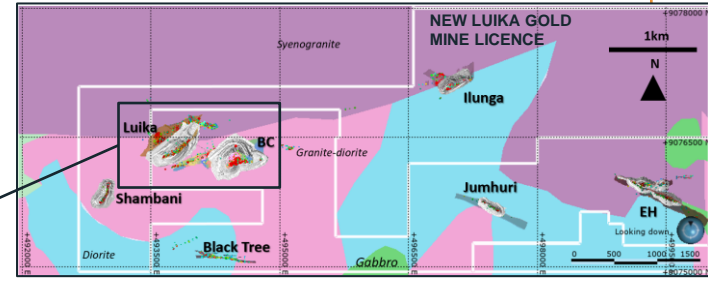 NEW LUIKA GOLD
MINE LICENCE
+9078000 N
Syenogranite
1km
N
Ilunga
Luika
BC
+9076500 N
Granite-diorite
Shambani
Jumhuri
EH
Looking down
Black Tree
Diorite
Gabbro
0 500 1000 1500
+9075000 N
+492000 E
+493500 E
+495000 E
+496500 E